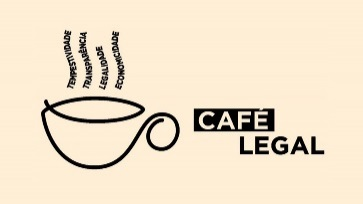 TEMPESTIVIDADE
TRANSPARÊNCIA
LEGALIDADE
ECONOMICIDADE
CAFÉ
LEGAL